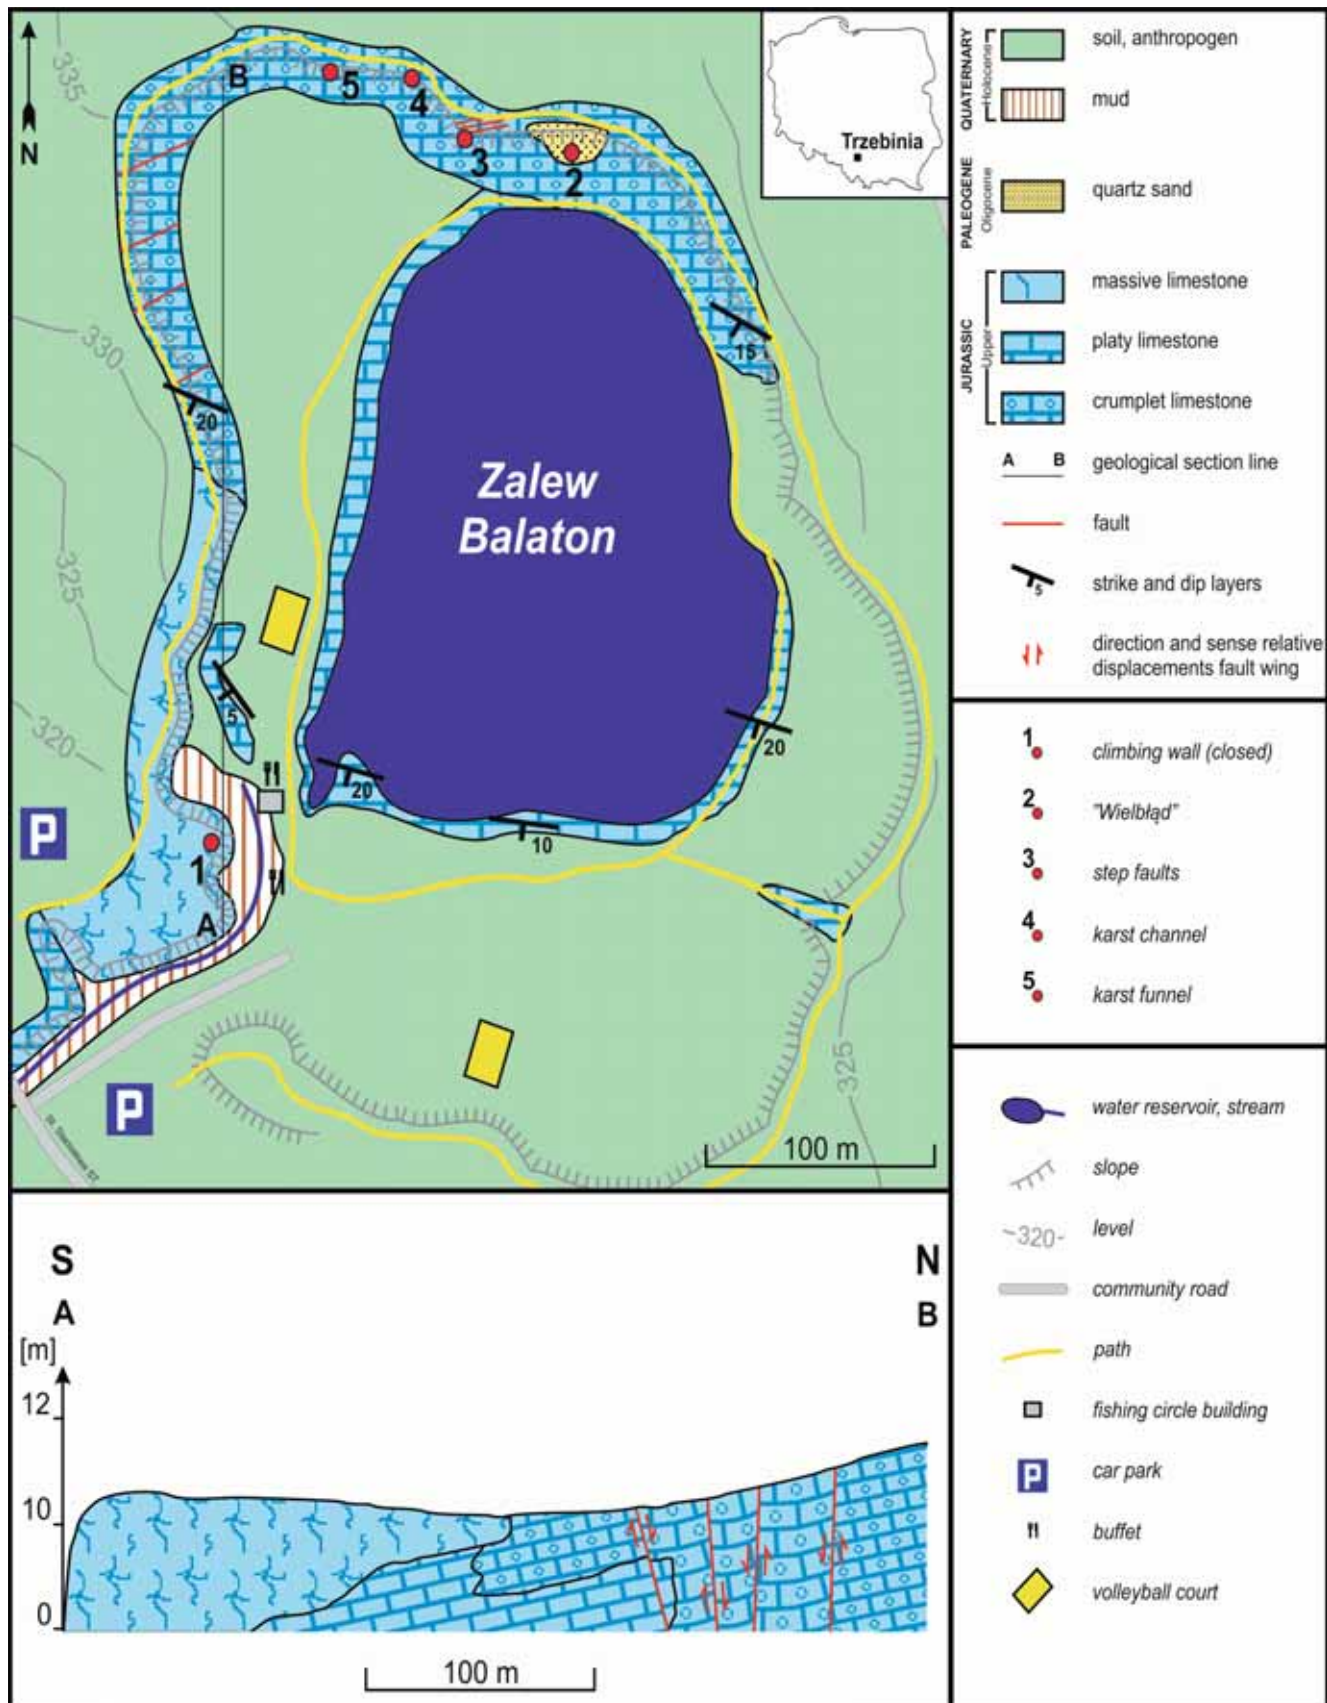 335
B
5
4
3
2
N
Trzebinia
330
15
20
Zalew
Balaton
325
5
320
20
20
P
10
1
A
325
P
100 m
QUATERNARY
Holocene
soil, anthropogen
mud
PALEOGENE
Oligocene
quartz sand
JURASSIC
Upper
massive limestone
platy limestone
crumplet limestone
A B geological section line
fault
5 strike and dip layers
direction and sense relative
displacements fault wing
1 climbing wall (closed)
2 "Wielbłąd"
3 step faults
4 karst channel
5 karst funnel
water reservoir, stream
slope
320 level
community road
path
fishing circle building
P car park
buffet
volleyball court
S N
A B
[m]
12
10
0
100 m